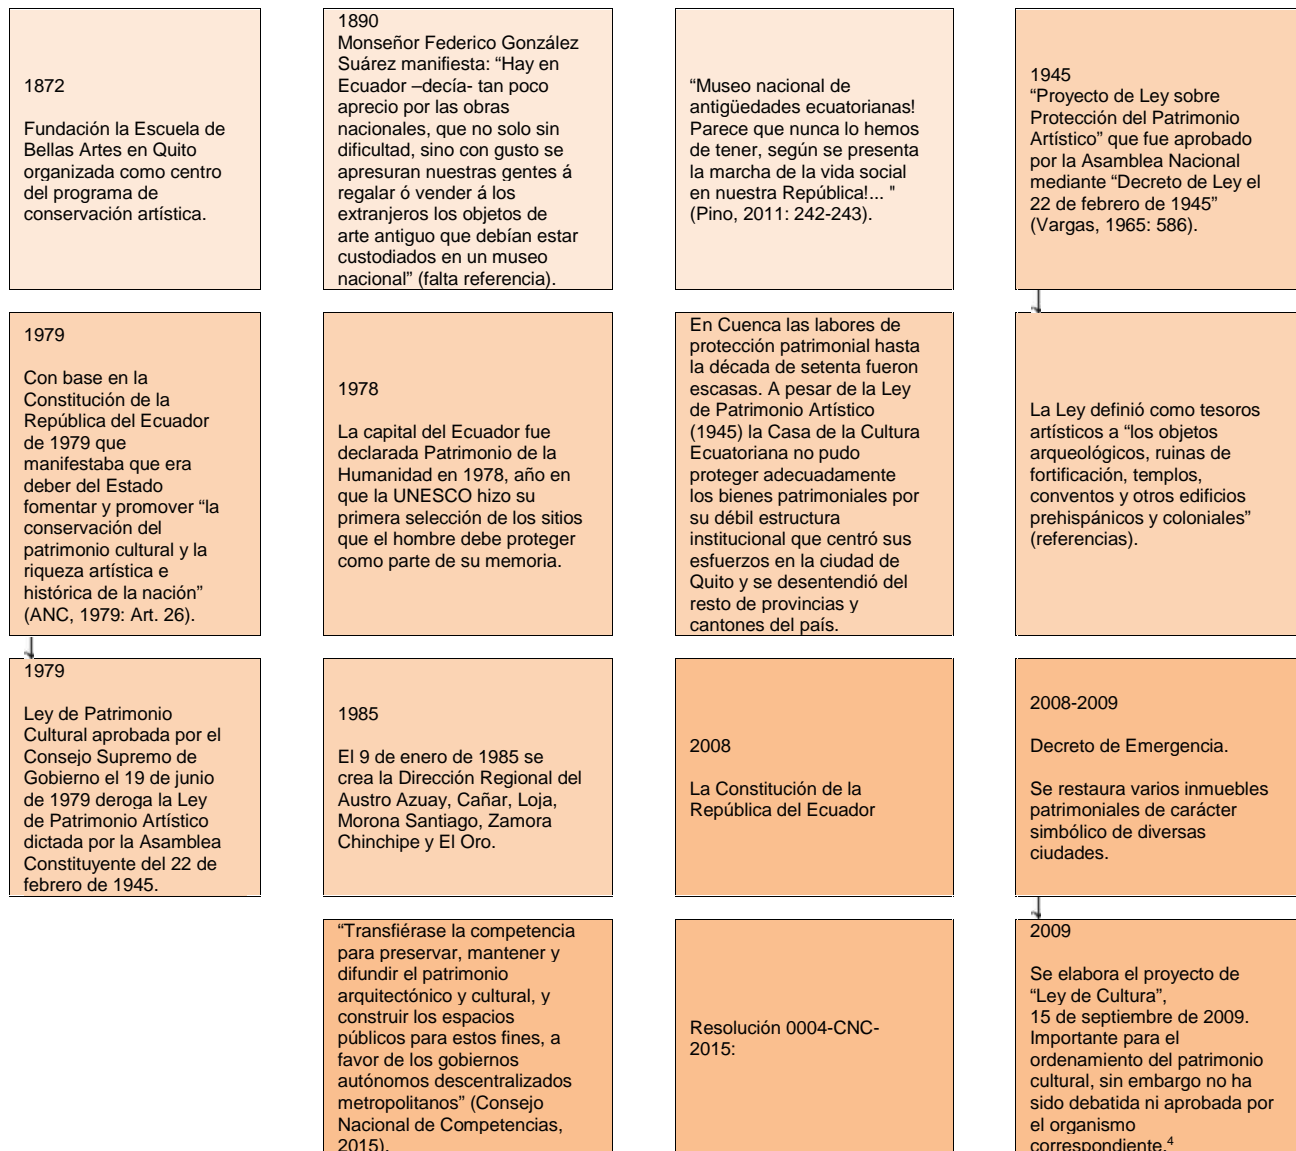 1872
Fundación la Escuela de
Bellas Artes en Quito
organizada como centro
del programa de
conservación artística.
1890
Monseñor Federico González
Suárez manifiesta: “Hay en
Ecuador –decía- tan poco
aprecio por las obras
nacionales, que no solo sin
dificultad, sino con gusto se
apresuran nuestras gentes á
regalar ó vender á los
extranjeros los objetos de
arte antiguo que debían estar
custodiados en un museo
nacional” (falta referencia).
“Museo nacional de
antigüedades ecuatorianas!
Parece que nunca lo hemos
de tener, según se presenta
la marcha de la vida social
en nuestra República!... "
(Pino, 2011: 242-243).
1945
“Proyecto de Ley sobre
Protección del Patrimonio
Artístico” que fue aprobado
por la Asamblea Nacional
mediante “Decreto de Ley el
22 de febrero de 1945”
(Vargas, 1965: 586).
1979
Con base en la
Constitución de la
República del Ecuador
de 1979 que
manifestaba que era
deber del Estado
fomentar y promover “la
conservación del
patrimonio cultural y la
riqueza artística e
histórica de la nación”
(ANC, 1979: Art. 26).
1978
La capital del Ecuador fue
declarada Patrimonio de la
Humanidad en 1978, año en
que la UNESCO hizo su
primera selección de los sitios
que el hombre debe proteger
como parte de su memoria.
En Cuenca las labores de
protección patrimonial hasta
la década de setenta fueron
escasas. A pesar de la Ley
de Patrimonio Artístico
(1945) la Casa de la Cultura
Ecuatoriana no pudo
proteger adecuadamente
los bienes patrimoniales por
su débil estructura
institucional que centró sus
esfuerzos en la ciudad de
Quito y se desentendió del
resto de provincias y
cantones del país.
La Ley definió como tesoros
artísticos a “los objetos
arqueológicos, ruinas de
fortificación, templos,
conventos y otros edificios
prehispánicos y coloniales”
(referencias).
1979
Ley de Patrimonio
Cultural aprobada por el
Consejo Supremo de
Gobierno el 19 de junio
de 1979 deroga la Ley
de Patrimonio Artístico
dictada por la Asamblea
Constituyente del 22 de
febrero de 1945.
1985
El 9 de enero de 1985 se
crea la Dirección Regional del
Austro Azuay, Cañar, Loja,
Morona Santiago, Zamora
Chinchipe y El Oro.
2008
La Constitución de la
República del Ecuador
2008-2009
Decreto de Emergencia.
Se restaura varios inmuebles
patrimoniales de carácter
simbólico de diversas
ciudades.
“Transfiérase la competencia
para preservar, mantener y
difundir el patrimonio
arquitectónico y cultural, y
construir los espacios
públicos para estos fines, a
favor de los gobiernos
autónomos descentralizados
metropolitanos” (Consejo
Nacional de Competencias,
2015).
Resolución 0004-CNC-
2015:
2009
Se elabora el proyecto de
“Ley de Cultura”,
15 de septiembre de 2009.
Importante para el
ordenamiento del patrimonio
cultural, sin embargo no ha
sido debatida ni aprobada por
el organismo
correspondiente.4